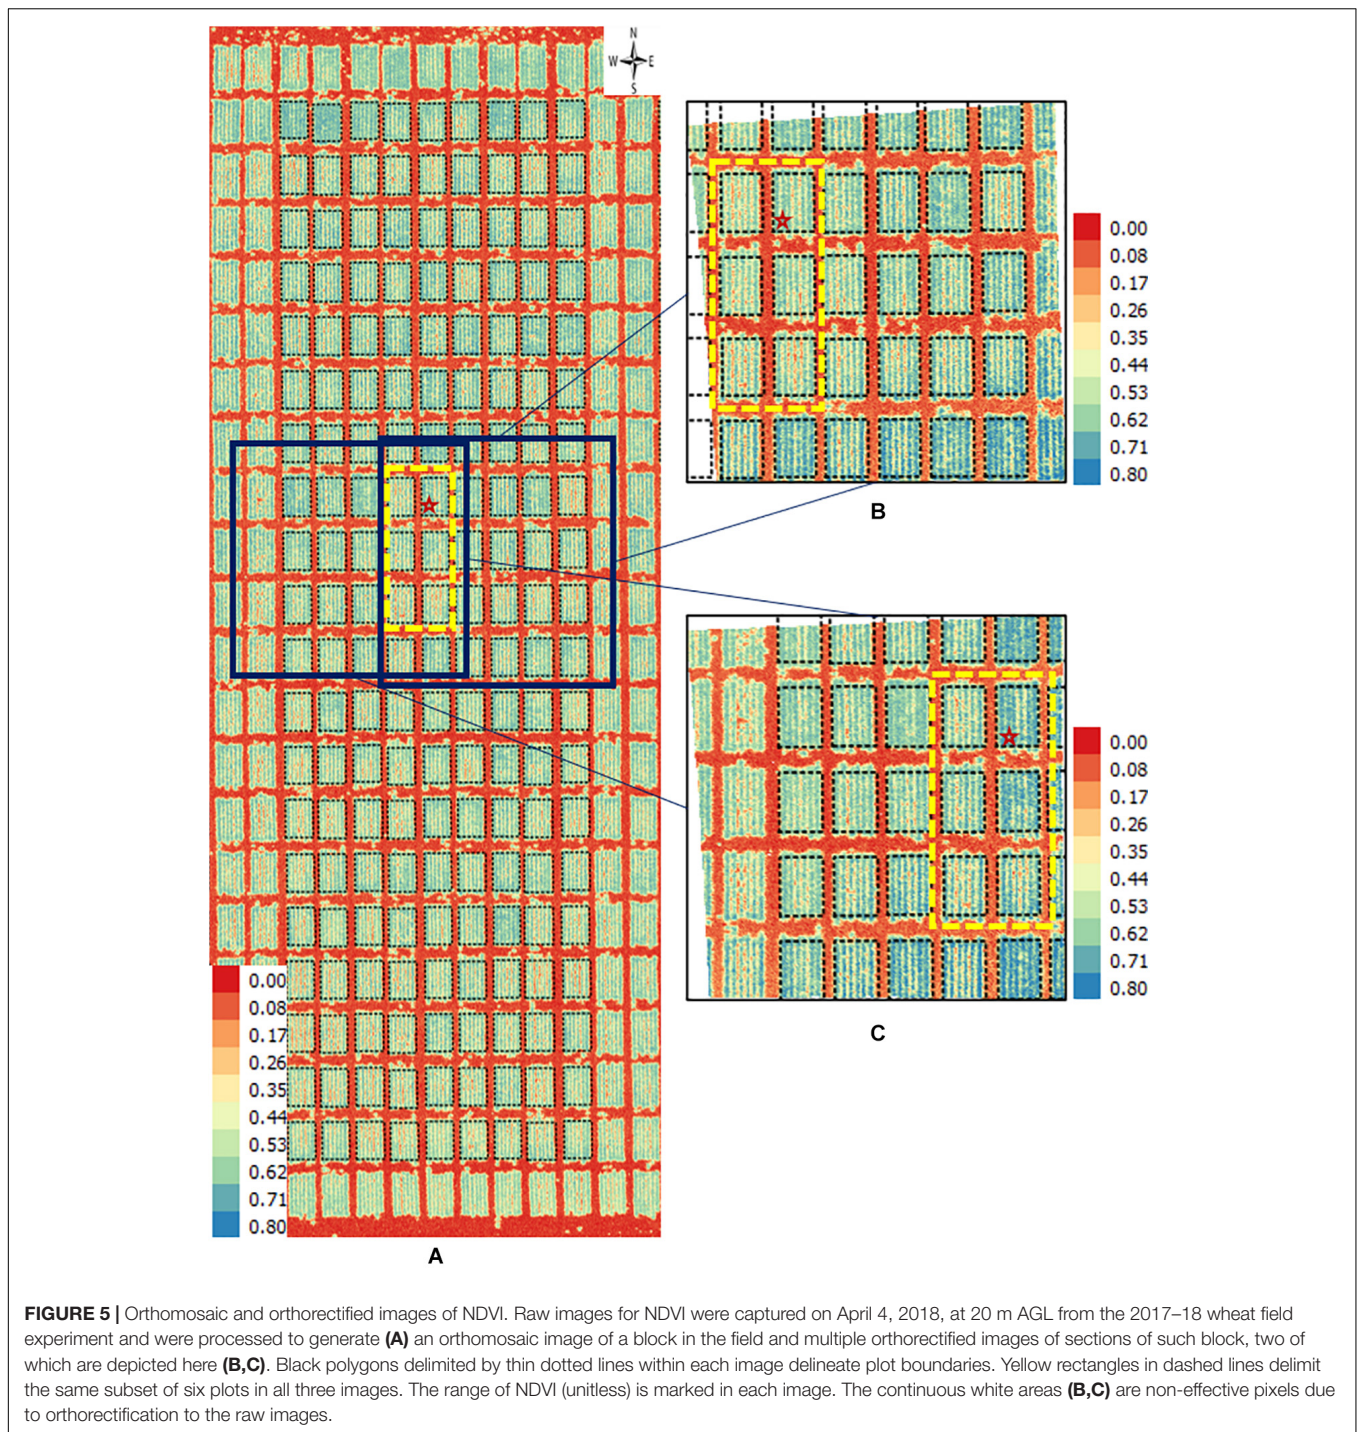 N
W E
S
0.00
0.08
0.17
0.26
0.35
0.44
0.53
0.62
0.71
0.80
B
0.00
0.08
0.17
0.26
0.35
0.44
0.53
0.62
0.71
0.80
C
0.00
0.08
0.17
0.26
0.35
0.44
0.53
0.62
0.71
0.80
A
FIGURE 5 | Orthomosaic and orthorectified images of NDVI. Raw images for NDVI were captured on April 4, 2018, at 20 m AGL from the 2017–18 wheat field
experiment and were processed to generate (A) an orthomosaic image of a block in the field and multiple orthorectified images of sections of such block, two of
which are depicted here (B,C). Black polygons delimited by thin dotted lines within each image delineate plot boundaries. Yellow rectangles in dashed lines delimit
the same subset of six plots in all three images. The range of NDVI (unitless) is marked in each image. The continuous white areas (B,C) are non-effective pixels due
to orthorectification to the raw images.